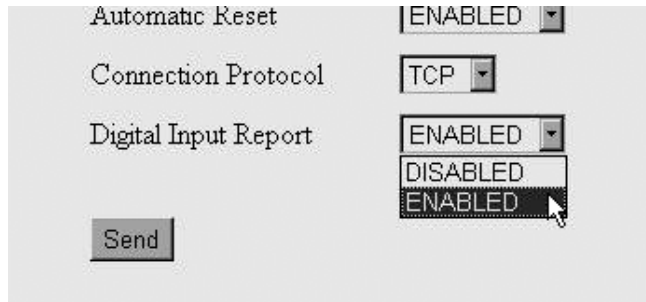 Automatic Reset ENABLED
Connection Protocol TCP
Digital Input Report ENABLED
DISABLED
ENABLED
Send